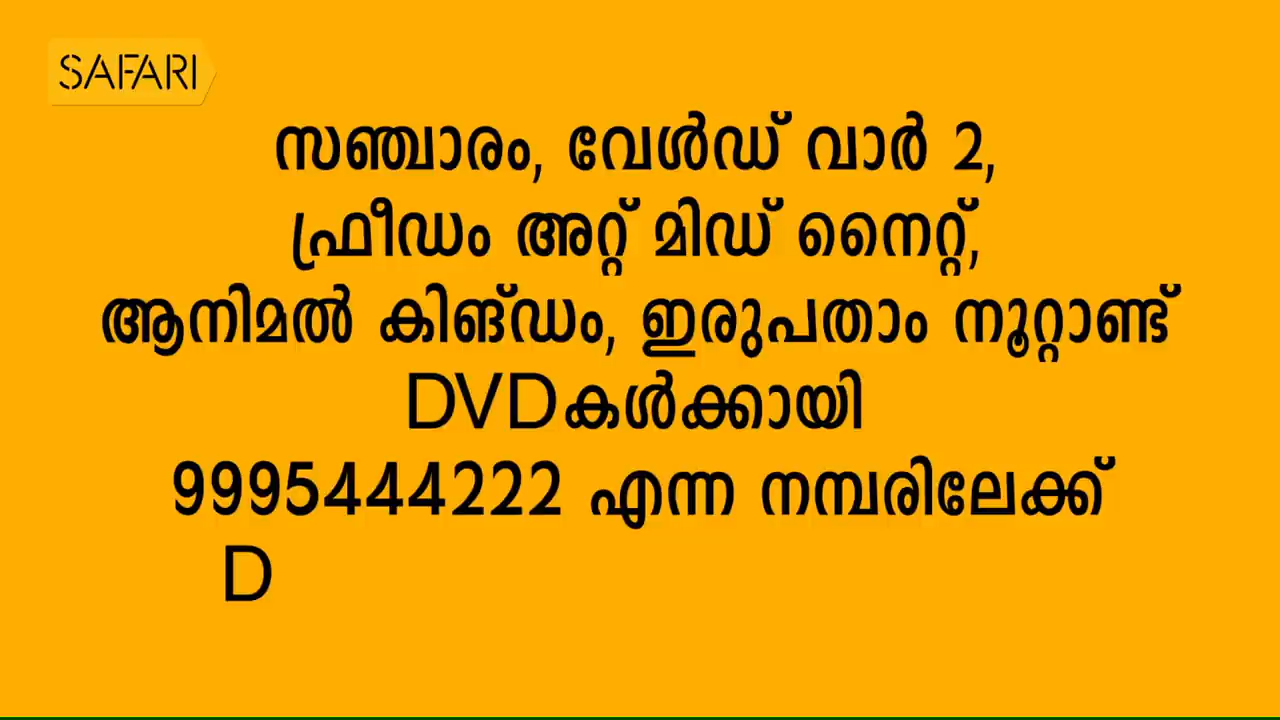 SAFARI
സഞ്ചാരം, വേൾഡ് വാർ 2,
ഫ്രീഡം അറ്റ് മിഡ് നൈറ്റ്,
ആനിമൽ കിങ്ഡം, ഇരുപതാം നൂറ്റാണ്ട്
DVDകൾക്കായി
9995444222 എന്ന നമ്പരിലേക്ക്
D